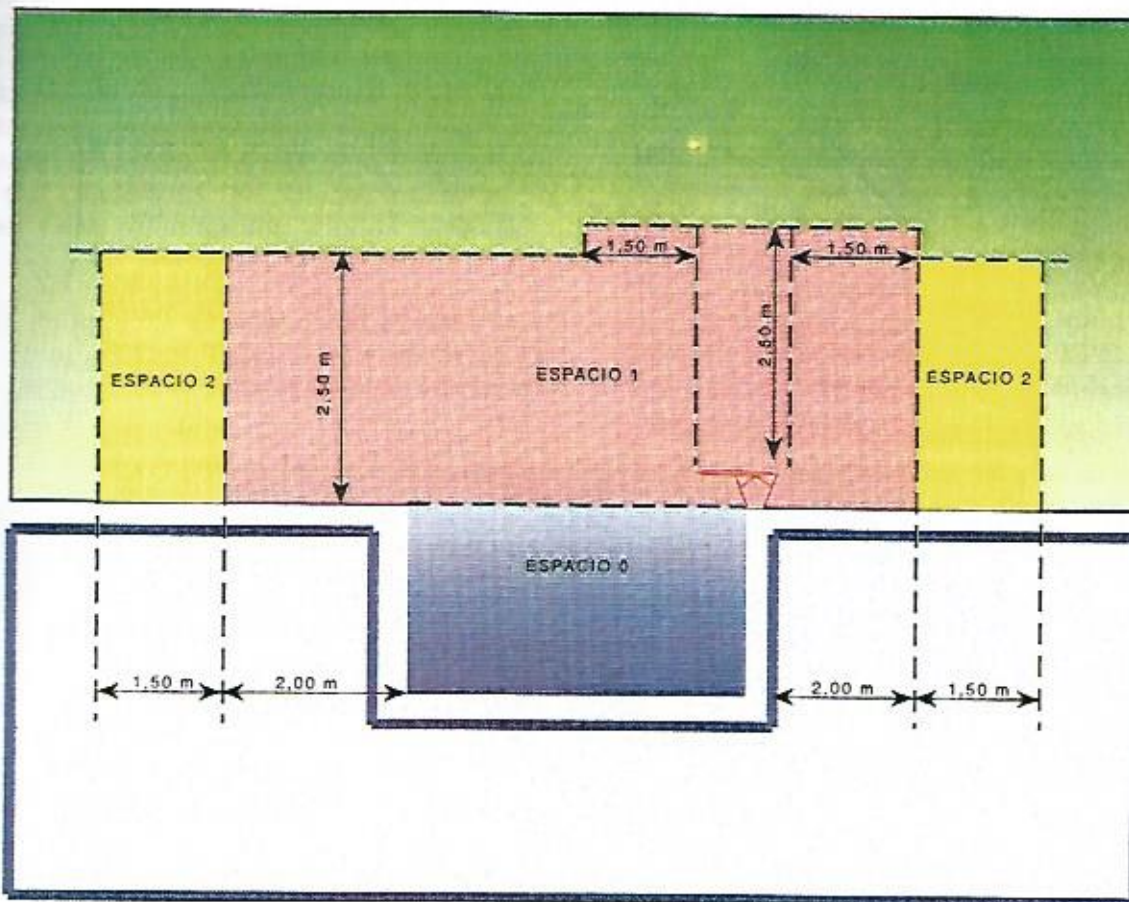 1,50 m
1,50 m
2,50 m
2,50 m
ESPACIO 2
ESPACIO 1
ESPACIO 2
ESPACIO 0
1,50 m
2,00 m
2,00 m
1,50 m